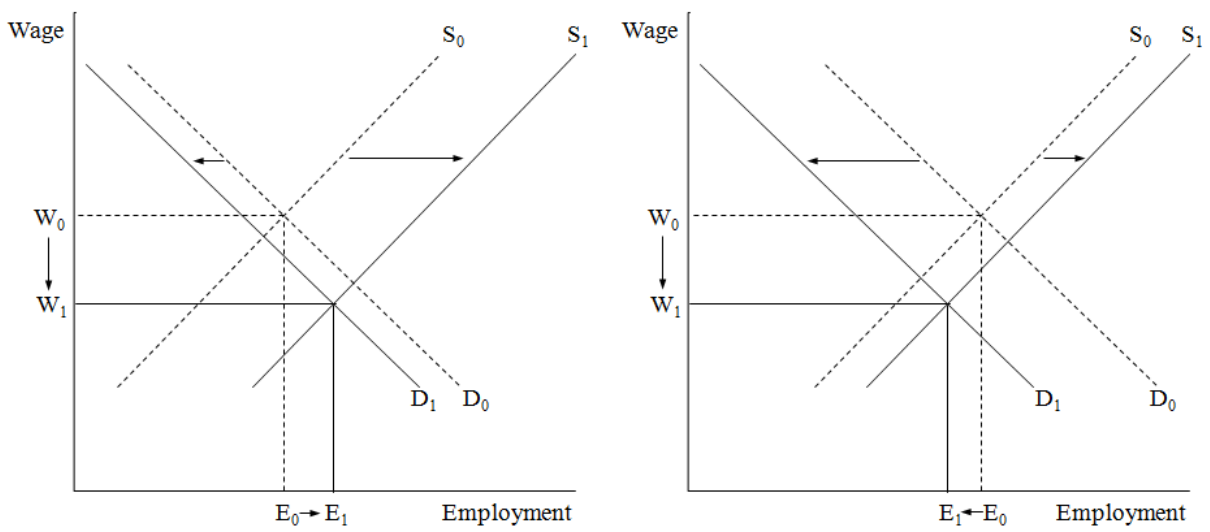 Wage S₀ S₁
W₀
W₁
D₁ D₀
E₀ → E₁ Employment
Wage S₀ S₁
W₀
W₁
D₁ D₀
E₁ ← E₀ Employment